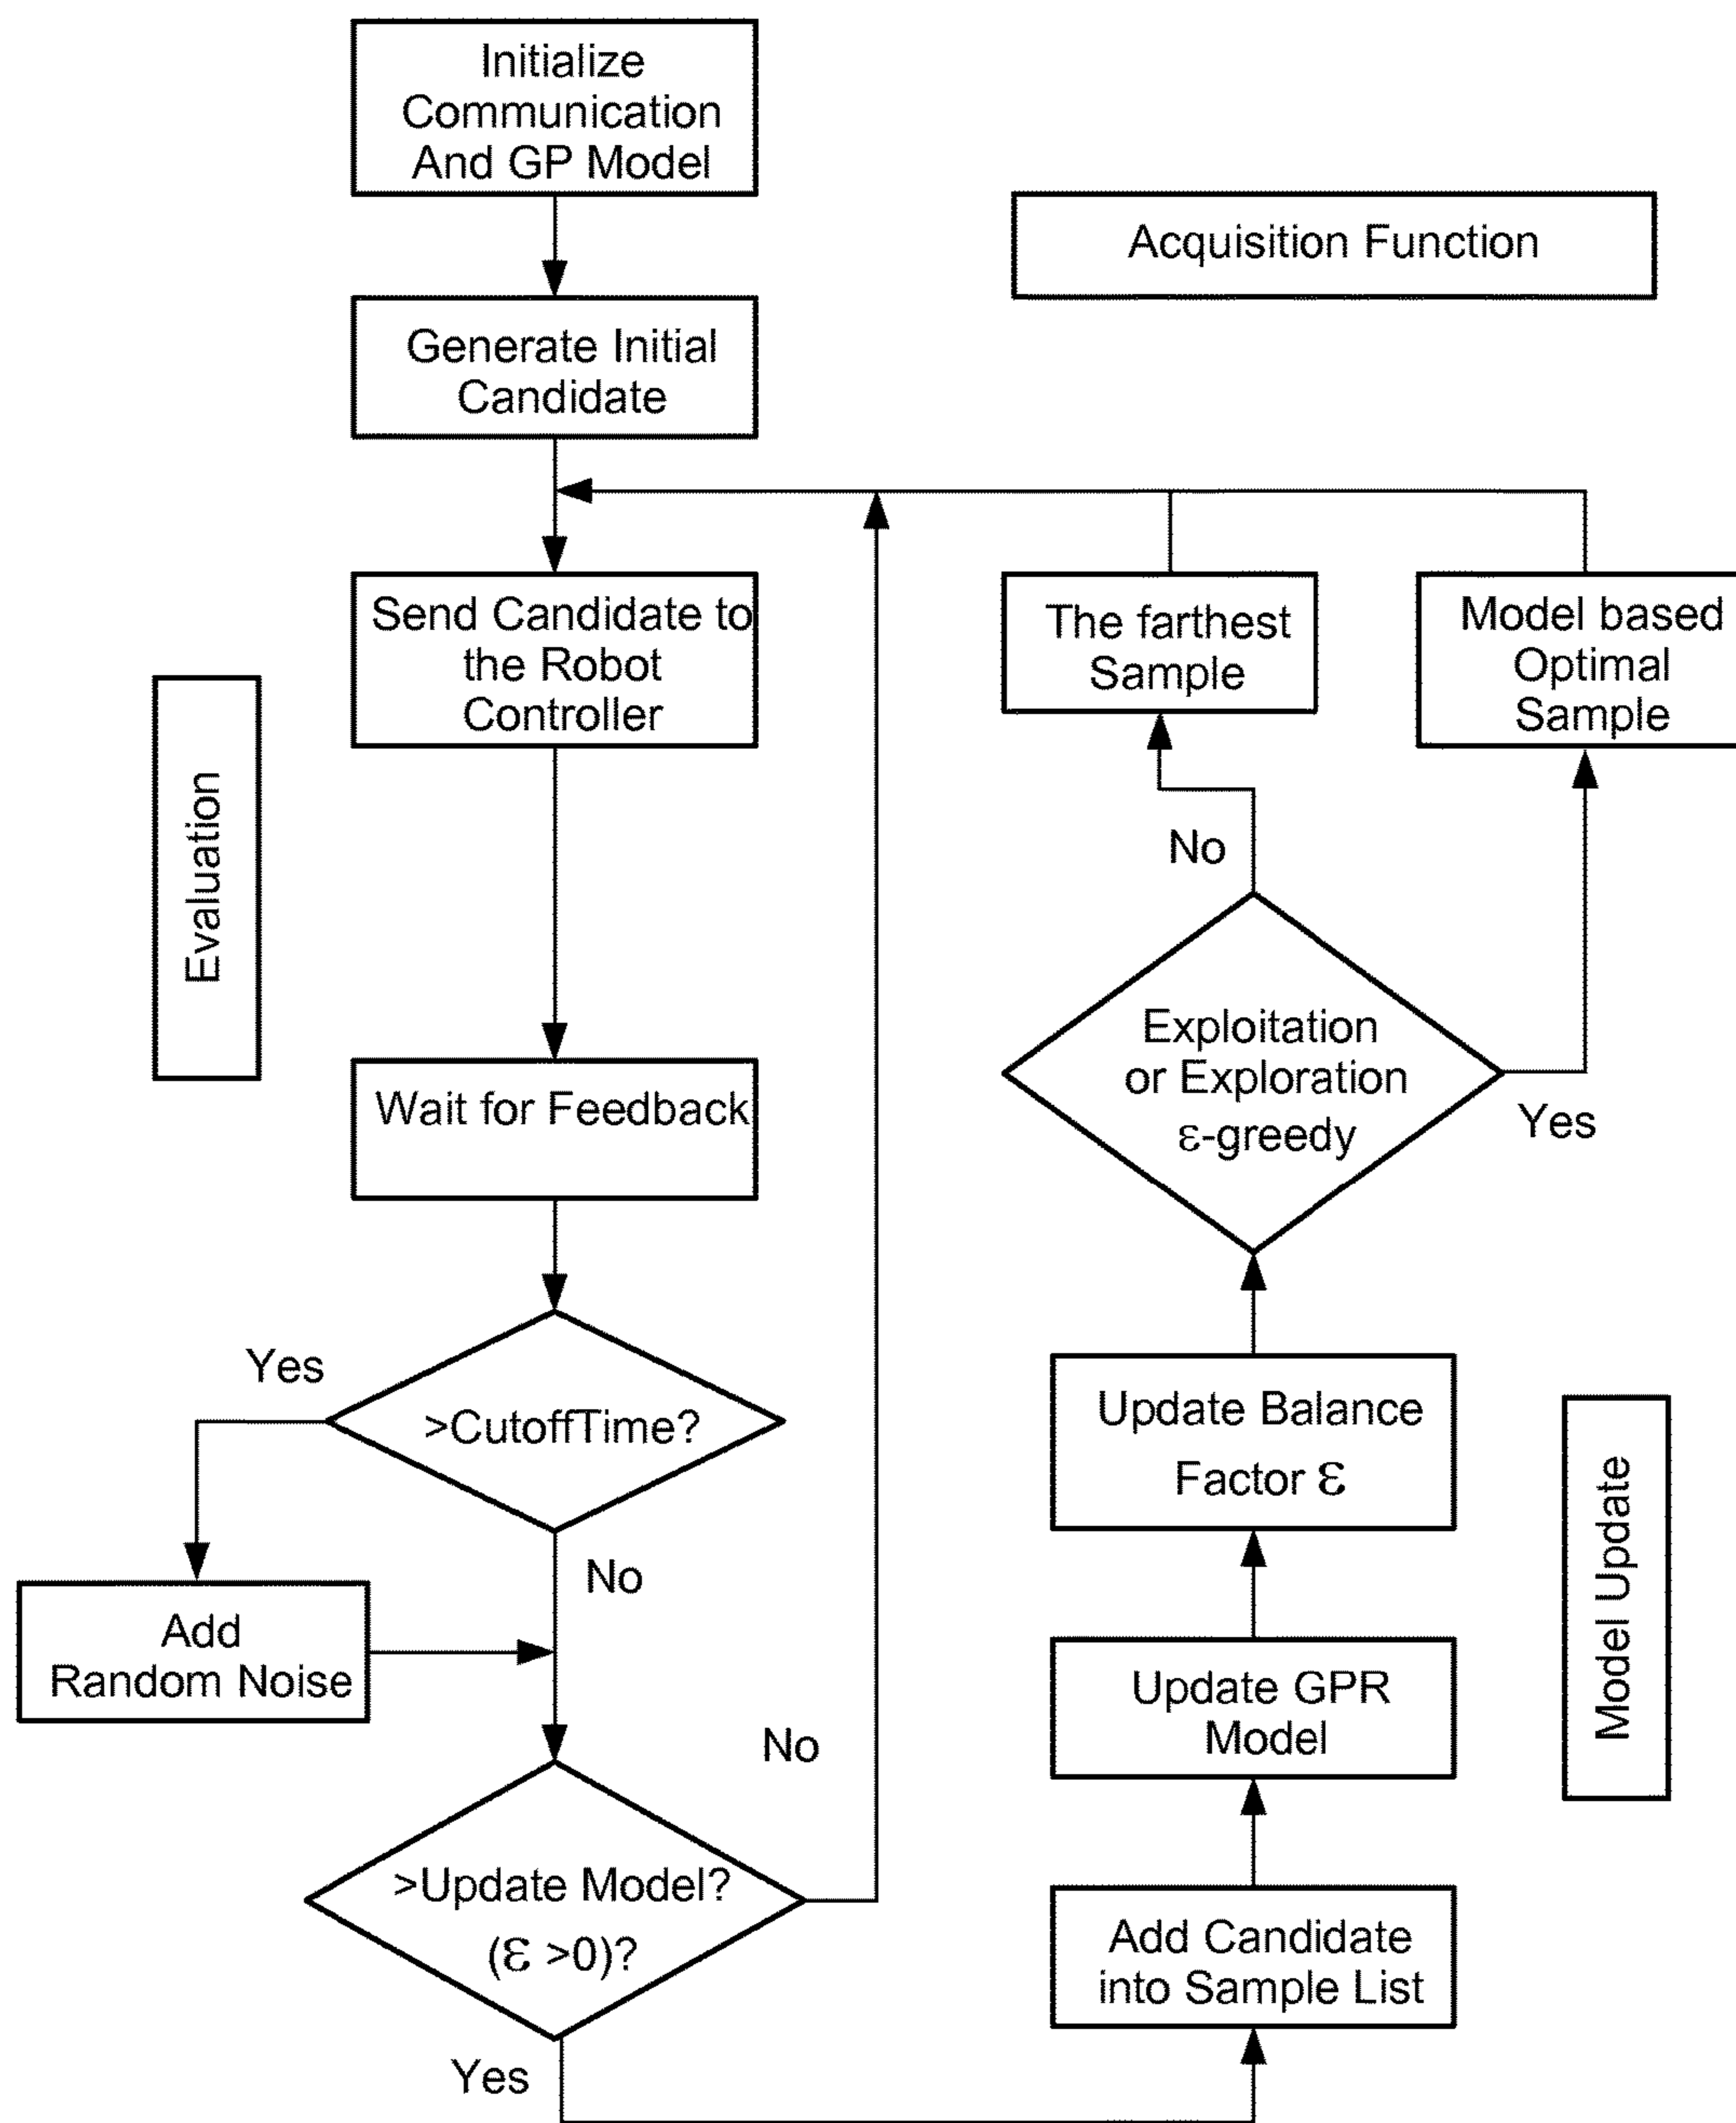 Initialize
Communication
And GP Model
Acquisition Function
Generate Initial
Candidate
Send Candidate to
the Robot
Controller
The farthest
Sample
Model based
Optimal
Sample
Evaluation
No
Exploitation
or Exploration
ε-greedy
Yes
Wait for Feedback
Yes
>CutoffTime?
No
Add
Random Noise
Update Balance
Factor ε
Model Update
Update GPR
Model
No
>Update Model?
(ε >0)?
Yes
Add Candidate
into Sample List